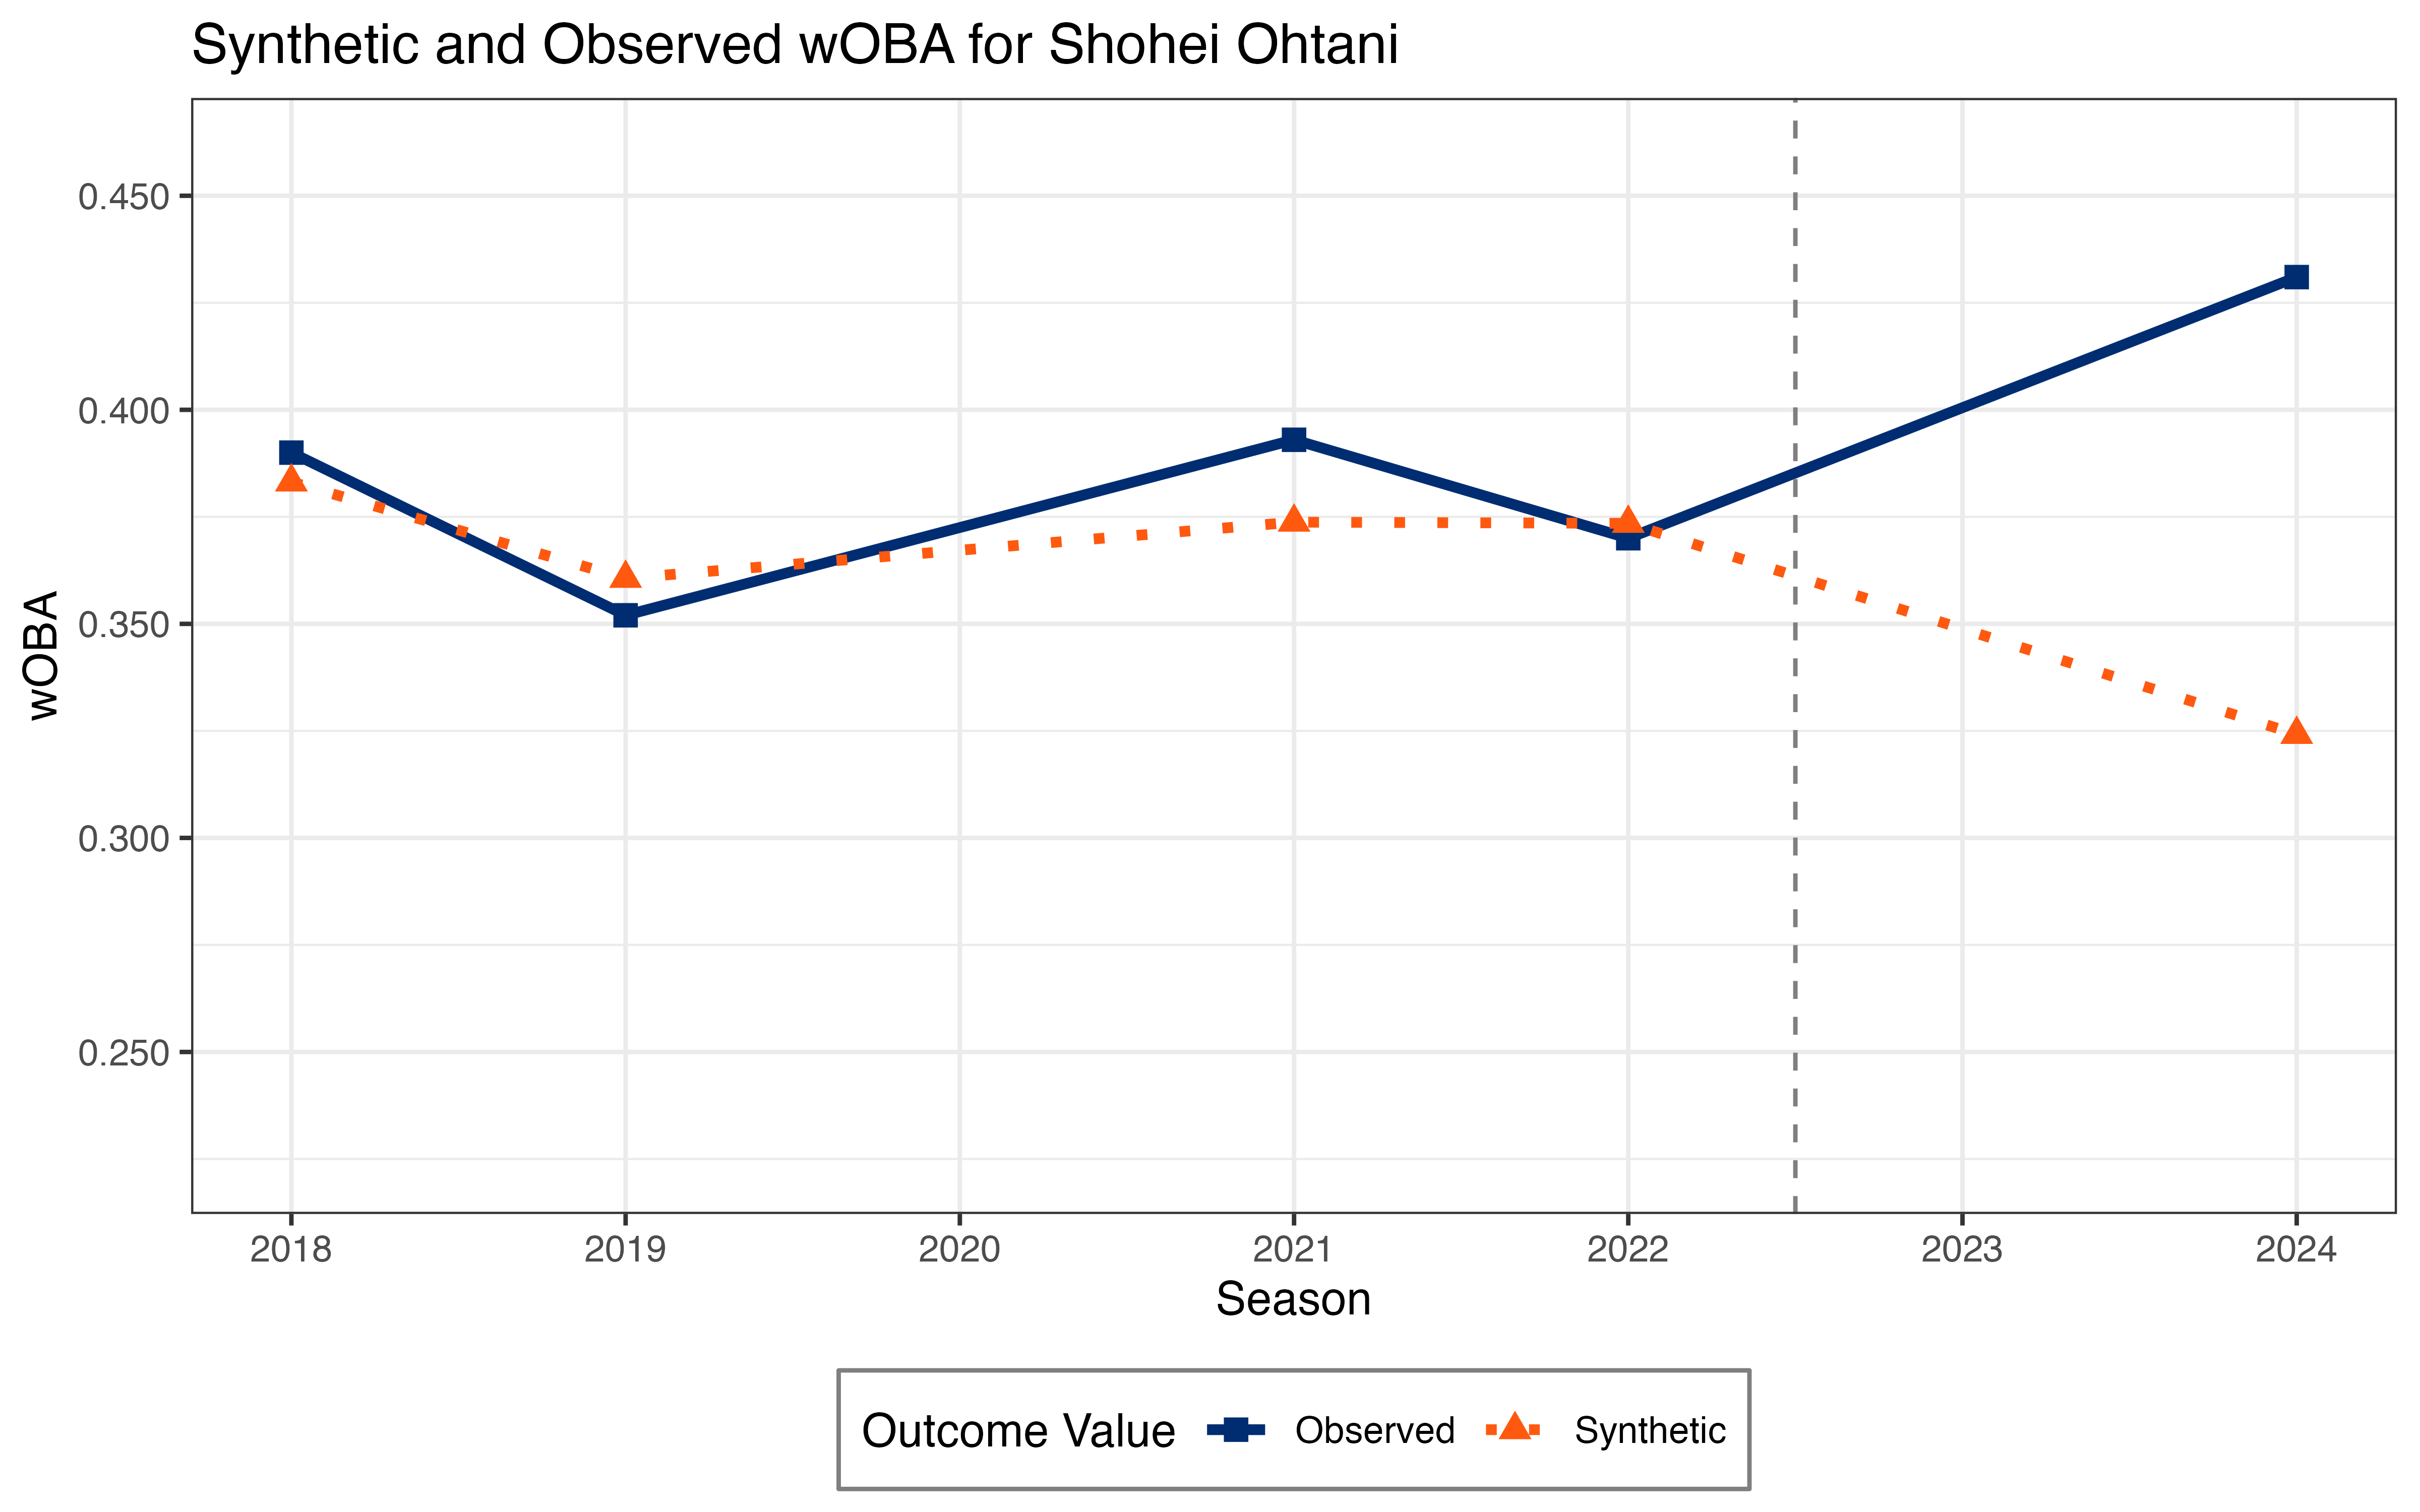 Synthetic and Observed wOBA for Shohei Ohtani
wOBA
0.450
0.400
0.350
0.300
0.250
2018 2019 2020 2021 2022 2023 2024
Season
Outcome Value Observed Synthetic